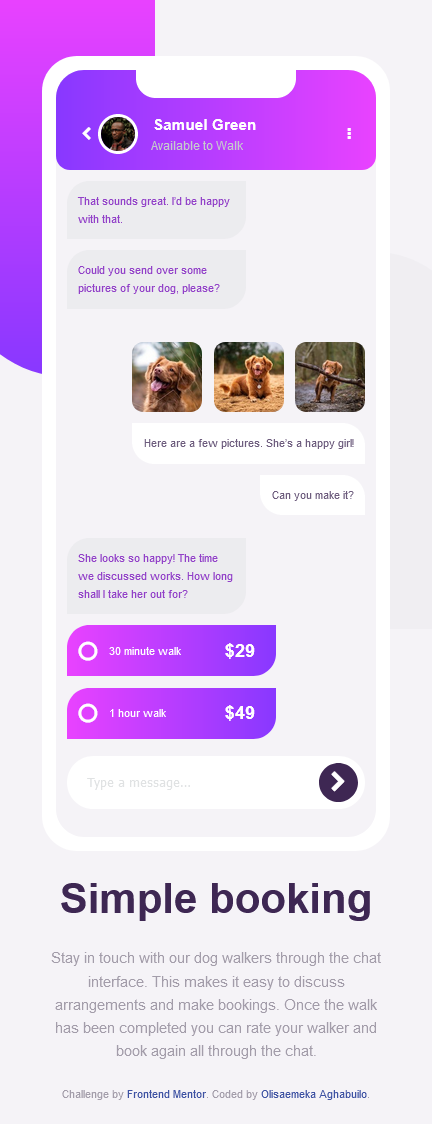 Samuel Green
Available to Walk
That sounds great. I'd be happy
with that.
Could you send over some
pictures of your dog, please?
Here are a few pictures. She's a happy girl!
Can you make it?
She looks so happy! The time
we discussed works. How long
shall I take her out for?
30 minute walk $29
1 hour walk $49
Type a message...
Simple booking
Stay in touch with our dog walkers through the chat
interface. This makes it easy to discuss
arrangements and make bookings. Once the walk
has been completed you can rate your walker and
book again all through the chat.
Challenge by Frontend Mentor. Coded by Olisaemeka Aghabuilo.